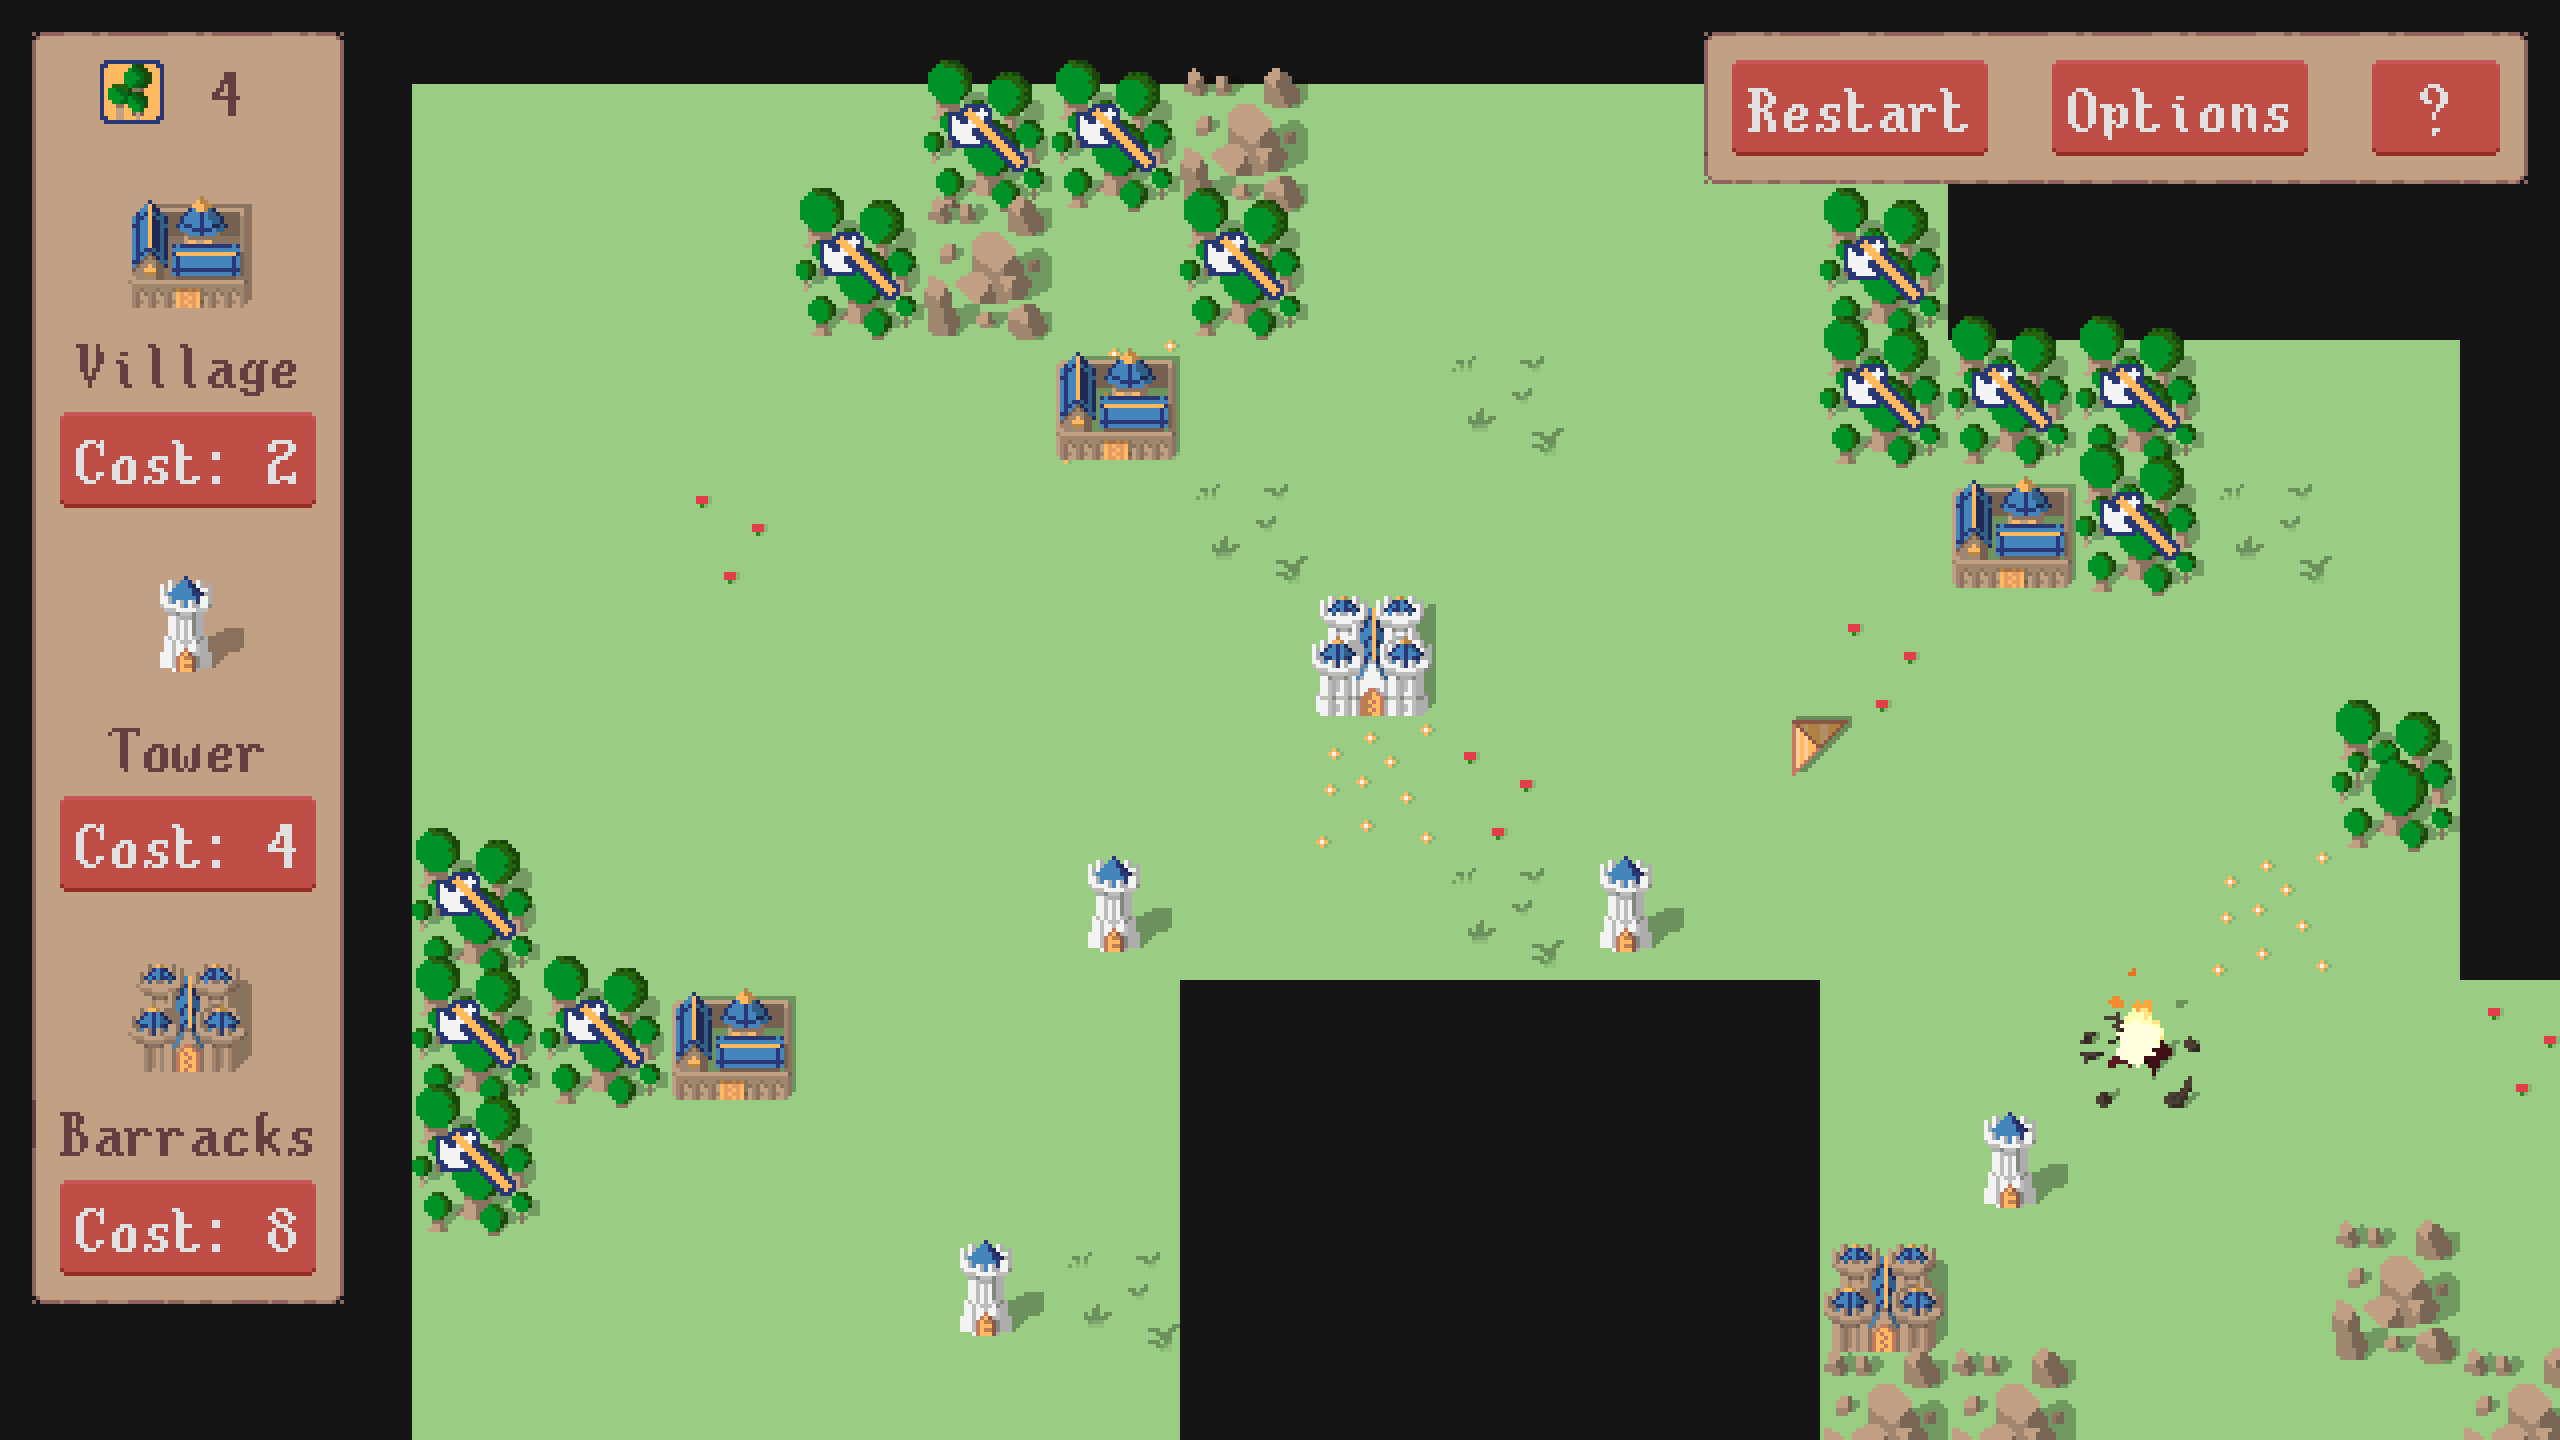 4
Village
Cost: 2
Tower
Cost: 4
Barracks
Cost: 8
Restart
Options
?